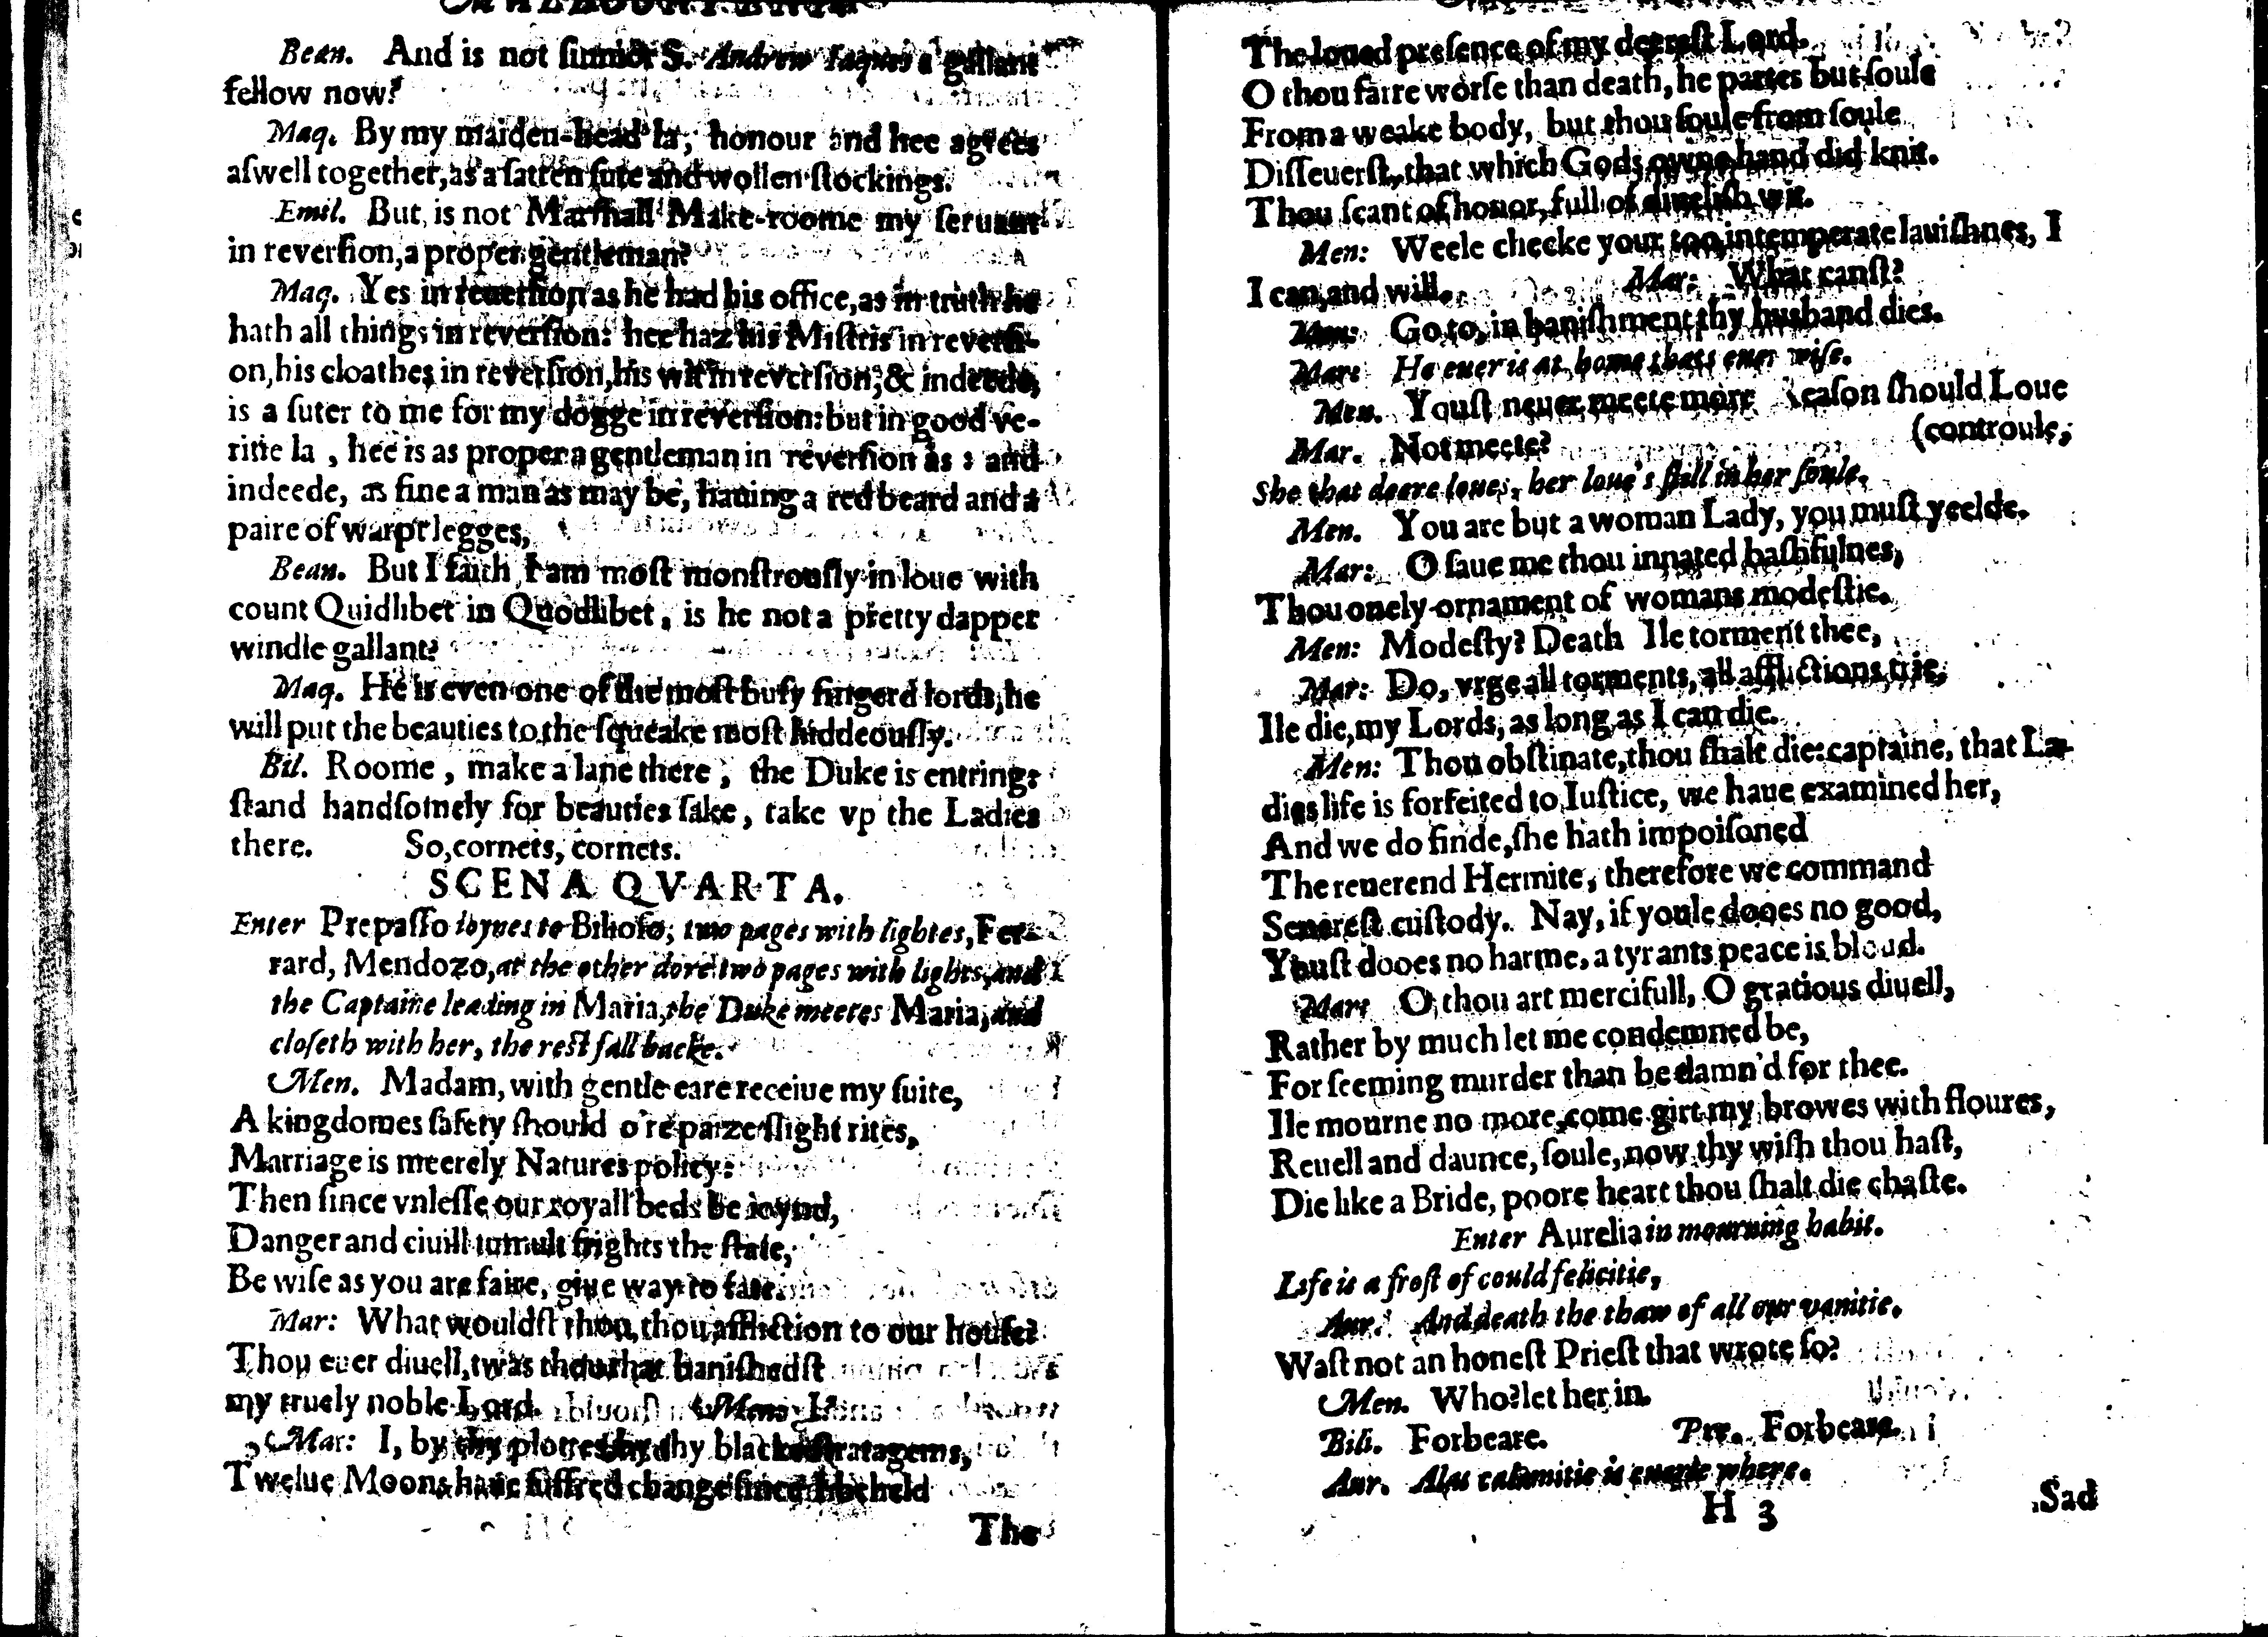 Bean. And is not ſinnior S. Andrew Iaques a gallant
fellow now?
Maq. By my maiden-head la, honour and hee agrees
aſwell together, as a ſatten ſute and wollen ſtockings.
Emil. But is not Marſhall Make-roome my ſeruant
in reverſion, a proper gentleman?
Maq. Yes in reuerſion as he had his office, as in truth he
hath all things in reverſion: hee haz his Miſtris in reverſi-
on, his cloathes in reverſion, his wit in reverſion, & indeede,
is a ſuter to me for my dogge in reverſion: but in good ve-
ritie la, hee is as proper a gentleman in reverſion as : and
indeede, as fine a man as may be, hauing a red beard and a
paire of warpt legges,
Bean. But I faith I am moſt monſtrouſly in loue with
count Quidlibet in Quodlibet, is he not a pretty dapper
windle gallant?
Maq. He is even one of the moſt buſy fingerd lords, he
will put the beauties to the ſqueake moſt hiddeouſly.
Bil. Roome, make a lane there, the Duke is entring:
ſtand handſomely for beauties ſake, take vp the Ladies
there. So, cornets, cornets.
SCENA QVARTA.
Enter Prepaſſo ioynes to Bilioſo, two pages with lightes, Fer-
rard, Mendozo, at the other dore two pages with lights, and
the Captaine leading in Maria, the Duke meetes Maria, and
cloſeth with her, the reſt fall backe.
Men. Madam, with gentle eare receiue my ſuite,
A kingdomes ſafety ſhould o're paize ſlight rites,
Marriage is meerely Natures policy:
Then ſince vnleſſe our royall beds be ioynd,
Danger and ciuill tumult frights the ſtate,
Be wiſe as you are faire, giue way to fate.
Mar: What wouldſt thou, thou affliction to our houſe?
Thou euer diuell, twas thou that baniſhedſt
my truely noble Lord. Men: I?
Mar: I, by thy plottes by thy blacke ſtratagems,
Twelue Moons haue ſuffred change ſince I beheld
The
The loued preſence of my deereſt Lord.
O thou farre worſe than death, he partes but ſoule
From a weake body, but thou ſoule from ſoule
Diſſeuerſt, that which Gods owne hand did knit.
Thou ſcant of honor, full of diuelish wit.
Men: Weele checke your too intemperate lauiſhnes, I
I can, and will. Mar: What canſt?
Men: Go to, in baniſhment thy husband dies.
Mar: He euer is at home thats euer wiſe.
Men. Youſt neuer meete more eaſon ſhould Loue
(controule,
Mar. Not meete?
She that deere loues, her loue's ſtill in her ſoule.
Men. You are but a woman Lady, you muſt yeelde.
Mar: O ſaue me thou innated baſhfulnes,
Thou onely ornament of womans modeſtie.
Men: Modeſty? Death Ile torment thee,
Mar: Do, vrge all torments, all afflictions trie,
Ile die, my Lords, as long as I can die.
Men: Thou obſtinate, thou ſhalt die: captaine, that La-
dies life is forfeited to Iuſtice, we haue examined her,
And we do finde, ſhe hath impoiſoned
The reuerend Hermite, therefore we command
Seuereſt cuſtody. Nay, if youle dooes no good,
Youſt dooes no harme, a tyrants peace is bloud.
Mar: O thou art mercifull, O gratious diuell,
Rather by much let me condemned be,
For ſeeming murder than be damn'd for thee.
Ile mourne no more, come girt my browes with floures,
Reuell and daunce, ſoule, now thy wiſh thou haſt,
Die like a Bride, poore heart thou ſhalt die chaſte.
Enter Aurelia in mourning habit.
Life is a froſt of could felicitie,
Aur. And death the thaw of all our vanitie.
Waſt not an honeſt Prieſt that wrote ſo?
Men. Who? let her in.
Bili. Forbeare. Pre. Forbeare.
Aur. Alas calamitie is euerie where.
H 3 Sad